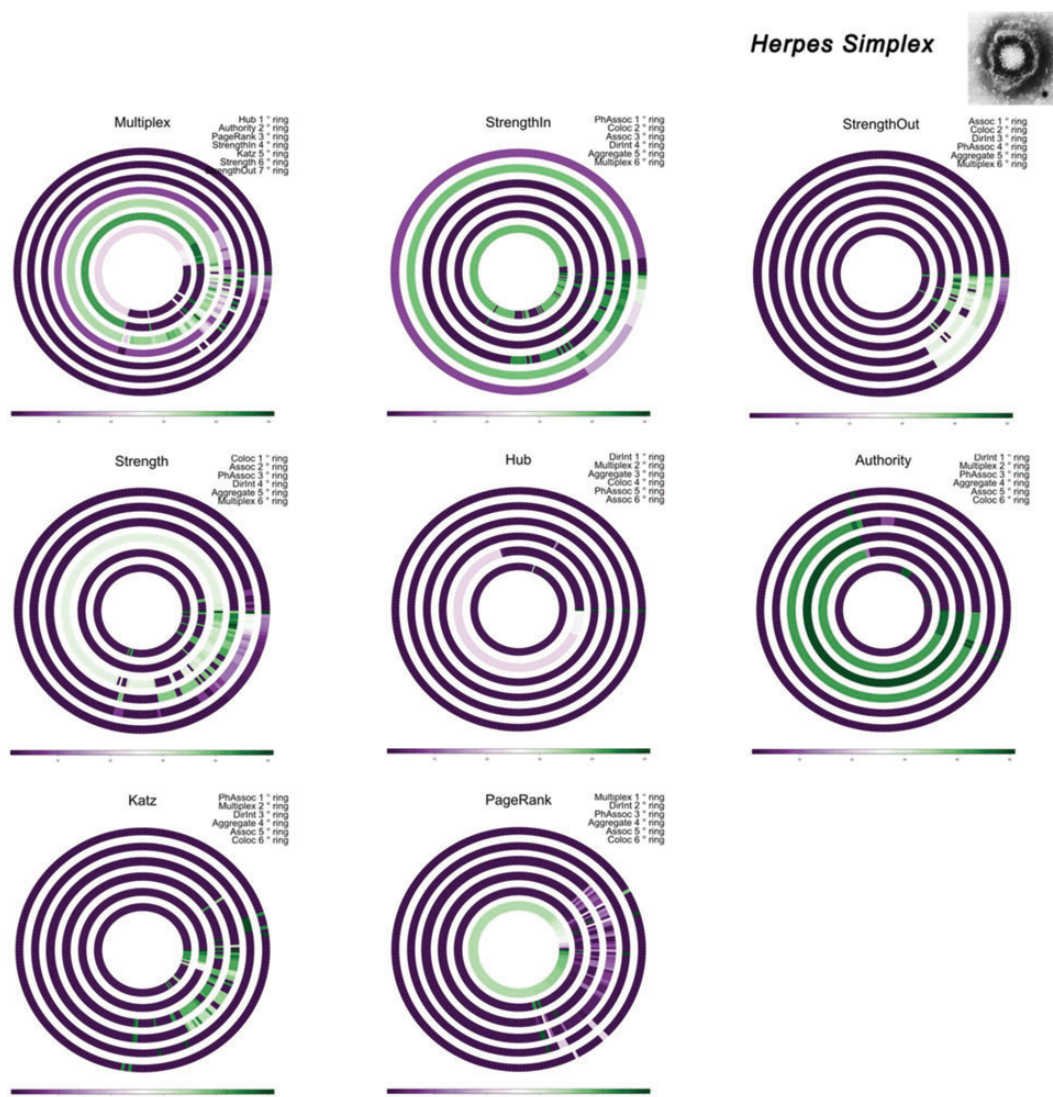 Herpes Simplex
Multiplex
Hub 1 ° ring
Authority 2 ° ring
PageRank 3 ° ring
StrengthIn 4 ° ring
Katz 5 ° ring
Strength 6 ° ring
StrengthOut 7 ° ring
StrengthIn
PhAssoc 1 ° ring
Coloc 2 ° ring
Assoc 3 ° ring
DirInt 4 ° ring
Aggregate 5 ° ring
Multiplex 6 ° ring
StrengthOut
Assoc 1 ° ring
Coloc 2 ° ring
DirInt 3 ° ring
PhAssoc 4 ° ring
Aggregate 5 ° ring
Multiplex 6 ° ring
Strength
Coloc 1 ° ring
Assoc 2 ° ring
PhAssoc 3 ° ring
DirInt 4 ° ring
Aggregate 5 ° ring
Multiplex 6 ° ring
Hub
DirInt 1 ° ring
Multiplex 2 ° ring
Aggregate 3 ° ring
Coloc 4 ° ring
PhAssoc 5 ° ring
Assoc 6 ° ring
Authority
DirInt 1 ° ring
Multiplex 2 ° ring
PhAssoc 3 ° ring
Aggregate 4 ° ring
Assoc 5 ° ring
Coloc 6 ° ring
Katz
PhAssoc 1 ° ring
Multiplex 2 ° ring
DirInt 3 ° ring
Aggregate 4 ° ring
Assoc 5 ° ring
Coloc 6 ° ring
PageRank
Multiplex 1 ° ring
DirInt 2 ° ring
PhAssoc 3 ° ring
Aggregate 4 ° ring
Assoc 5 ° ring
Coloc 6 ° ring